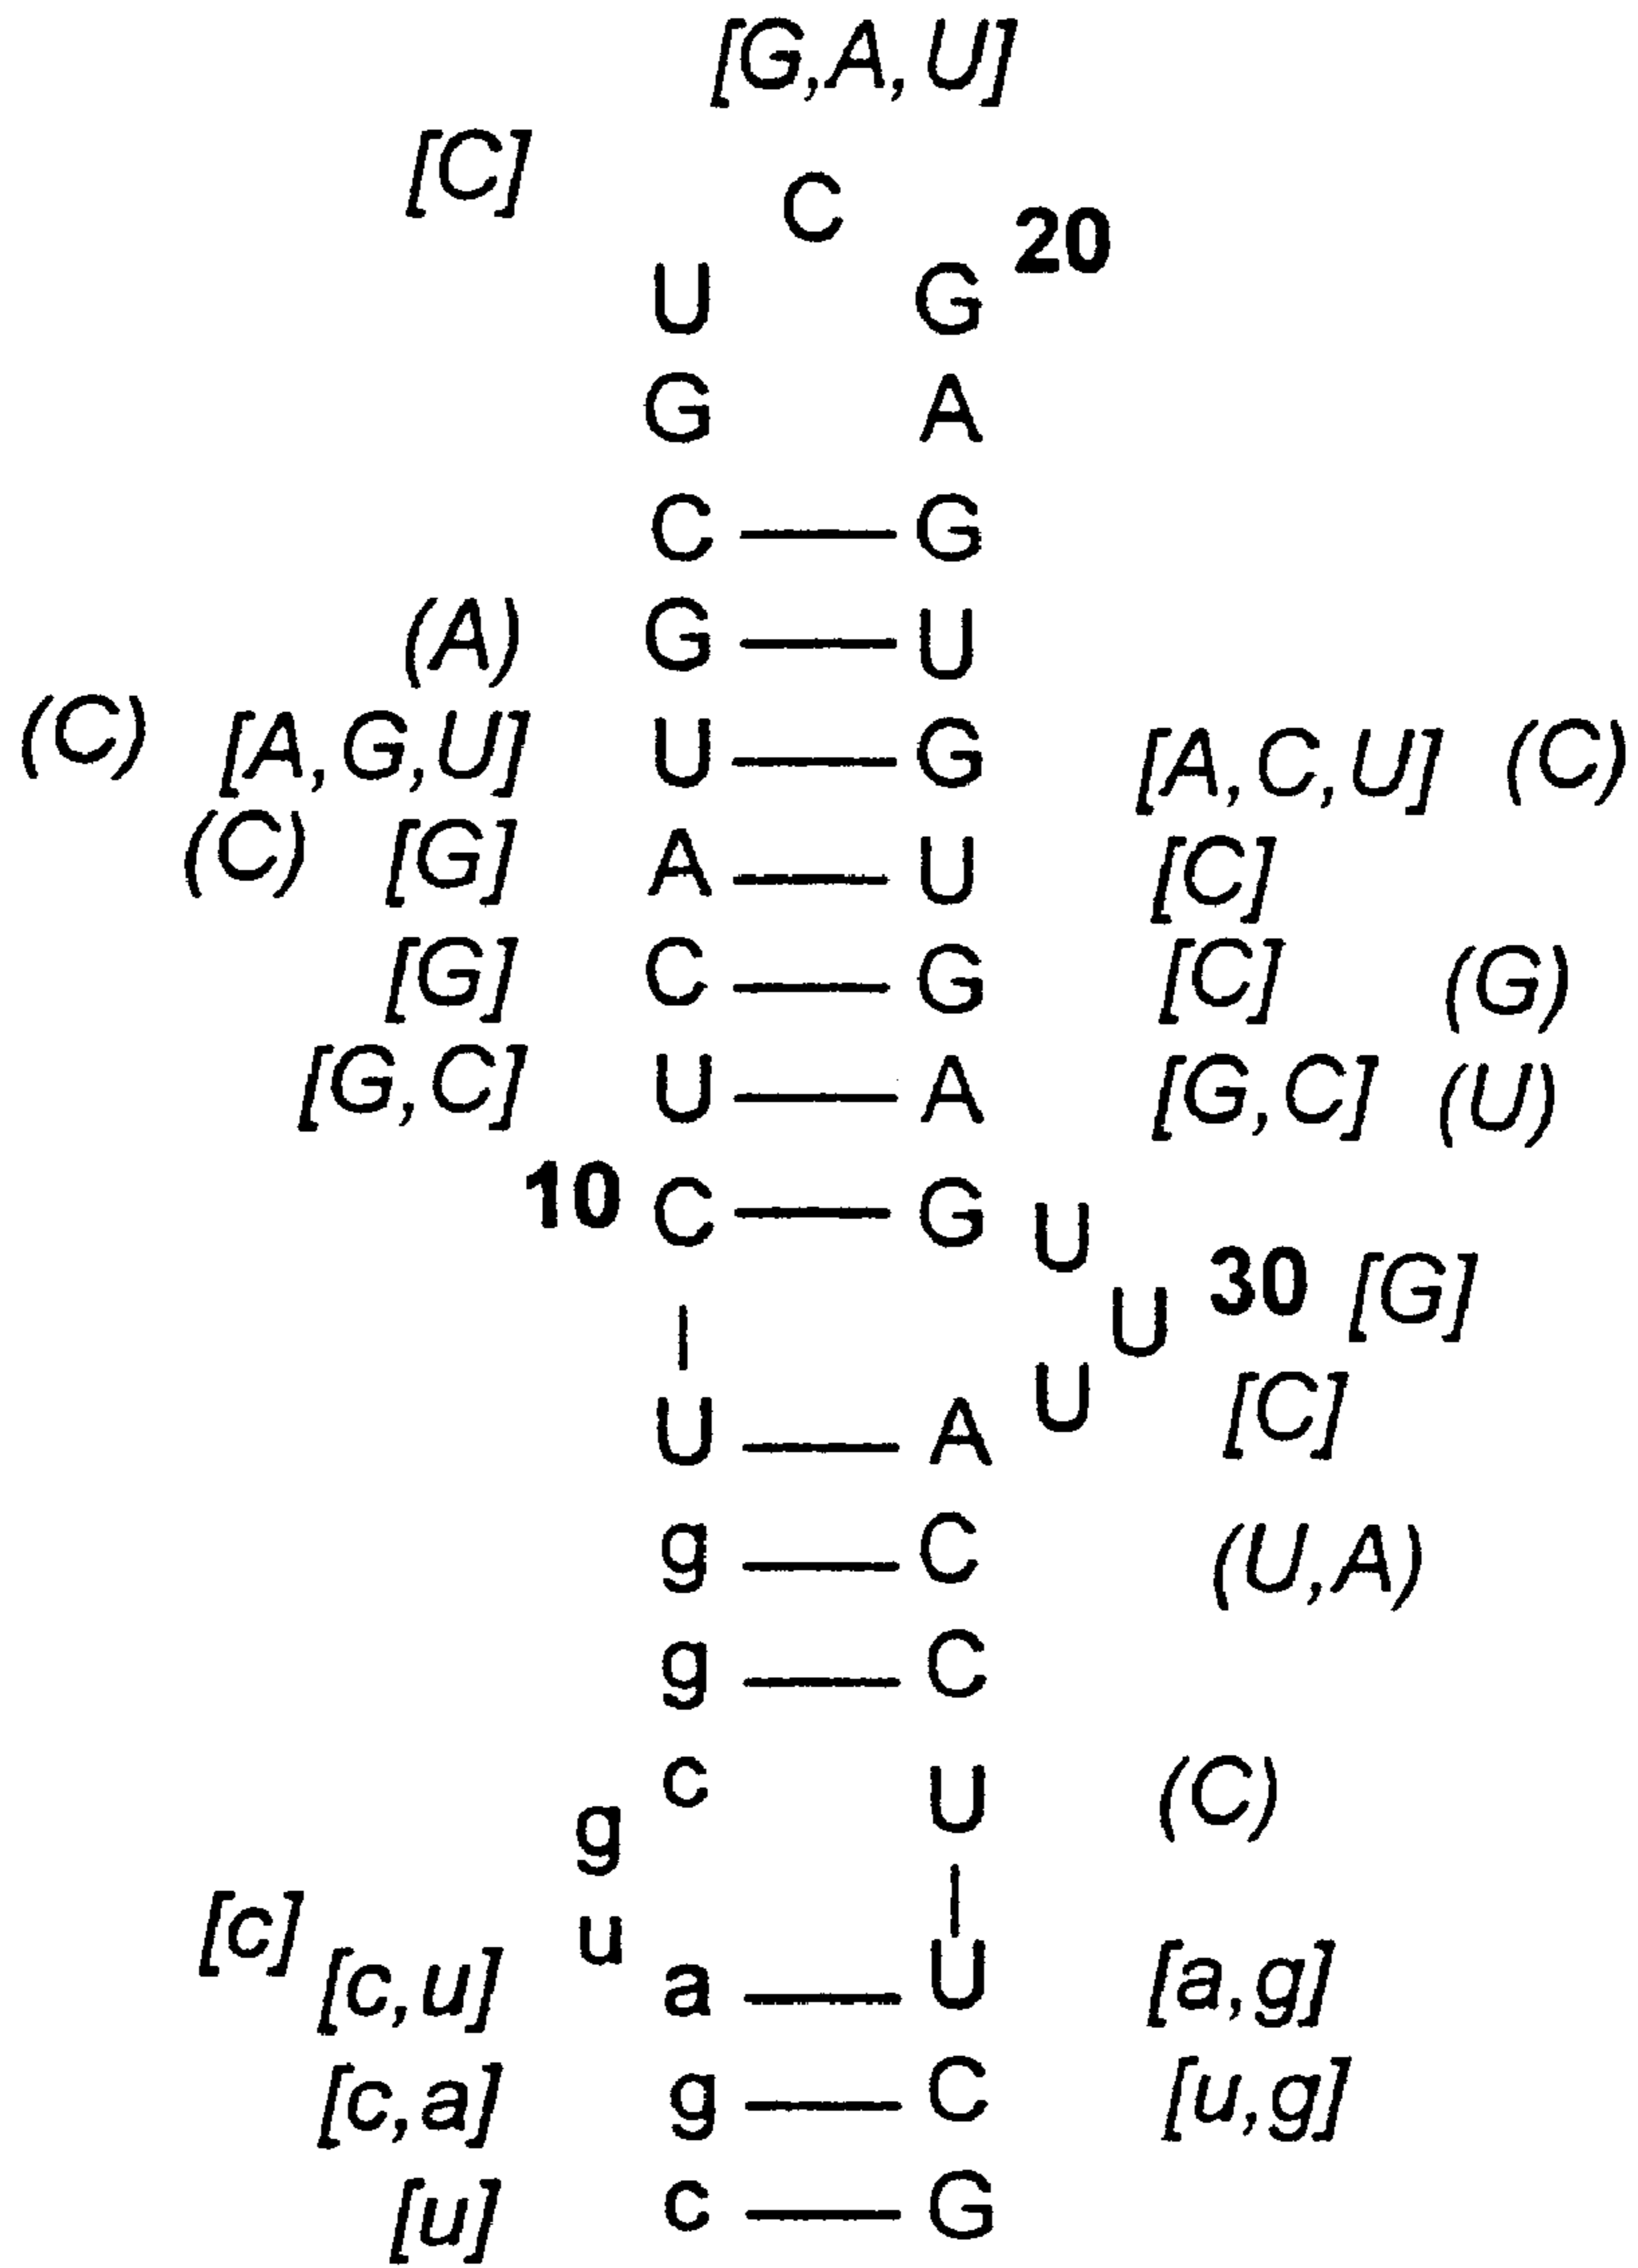 [G,A,U]
[C]
C
20
U G
G A
C G
(A) G U
(C) [A,G,U] U G [A,C,U] (C)
(C) [G] A U [C]
[G] C G [C] (G)
[G,C] U A [G,C] (U)
10 C G U
U 30 [G]
U [C]
U A
g C (U,A)
g C
c U (C)
g
[c] u
[c,u] a U [a,g]
[c,a] g C [u,g]
[u] c G